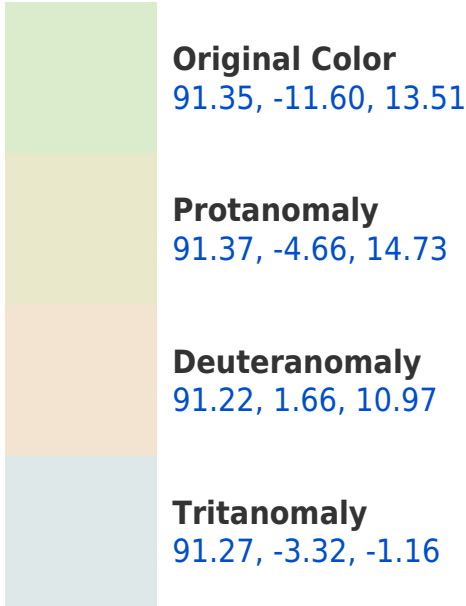 Original Color
91.35, -11.60, 13.51
Protanomaly
91.37, -4.66, 14.73
Deuteranomaly
91.22, 1.66, 10.97
Tritanomaly
91.27, -3.32, -1.16